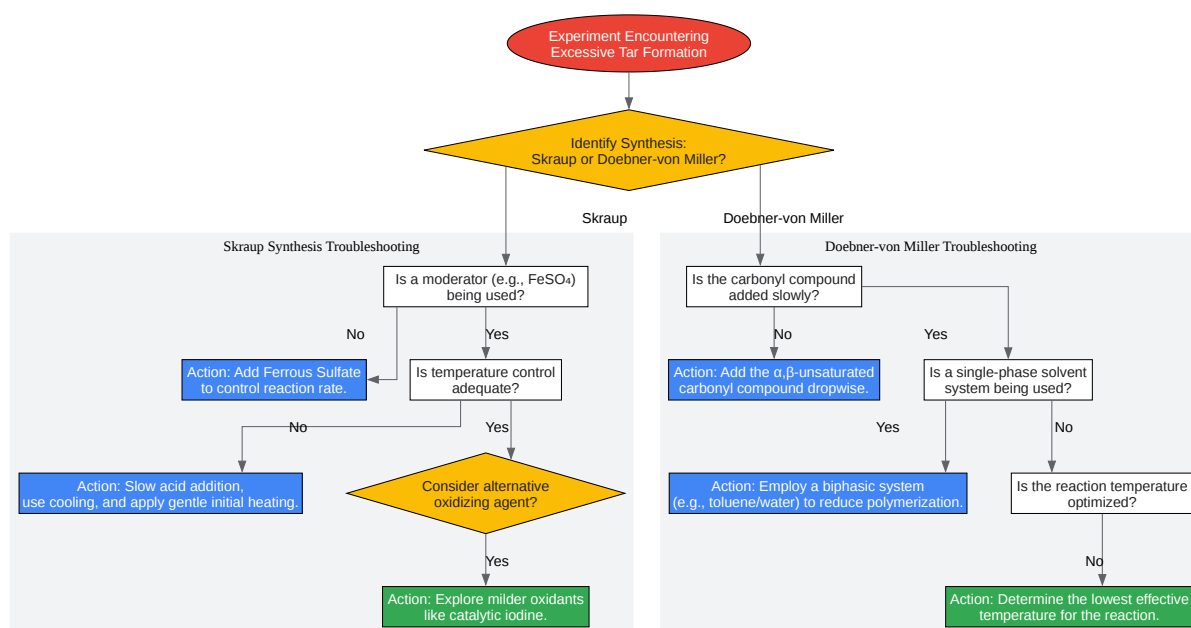 Experiment Encountering
Excessive Tar Formation
Identify Synthesis:
Skraup or Doebner-von Miller?
Skraup
Doebner-von Miller
Skraup Synthesis Troubleshooting
Is a moderator (e.g., FeSO₄)
being used?
No
Yes
Action: Add Ferrous Sulfate
to control reaction rate.
Is temperature control
adequate?
No
Yes
Action: Slow acid addition,
use cooling, and apply gentle initial heating.
Consider alternative
oxidizing agent?
Yes
Action: Explore milder oxidants
like catalytic iodine.
Doebner-von Miller Troubleshooting
Is the carbonyl compound
added slowly?
No
Yes
Action: Add the α,β-unsaturated
carbonyl compound dropwise.
Is a single-phase solvent
system being used?
Yes
No
Action: Employ a biphasic system
(e.g., toluene/water) to reduce polymerization.
Is the reaction temperature
optimized?
No
Action: Determine the lowest effective
temperature for the reaction.